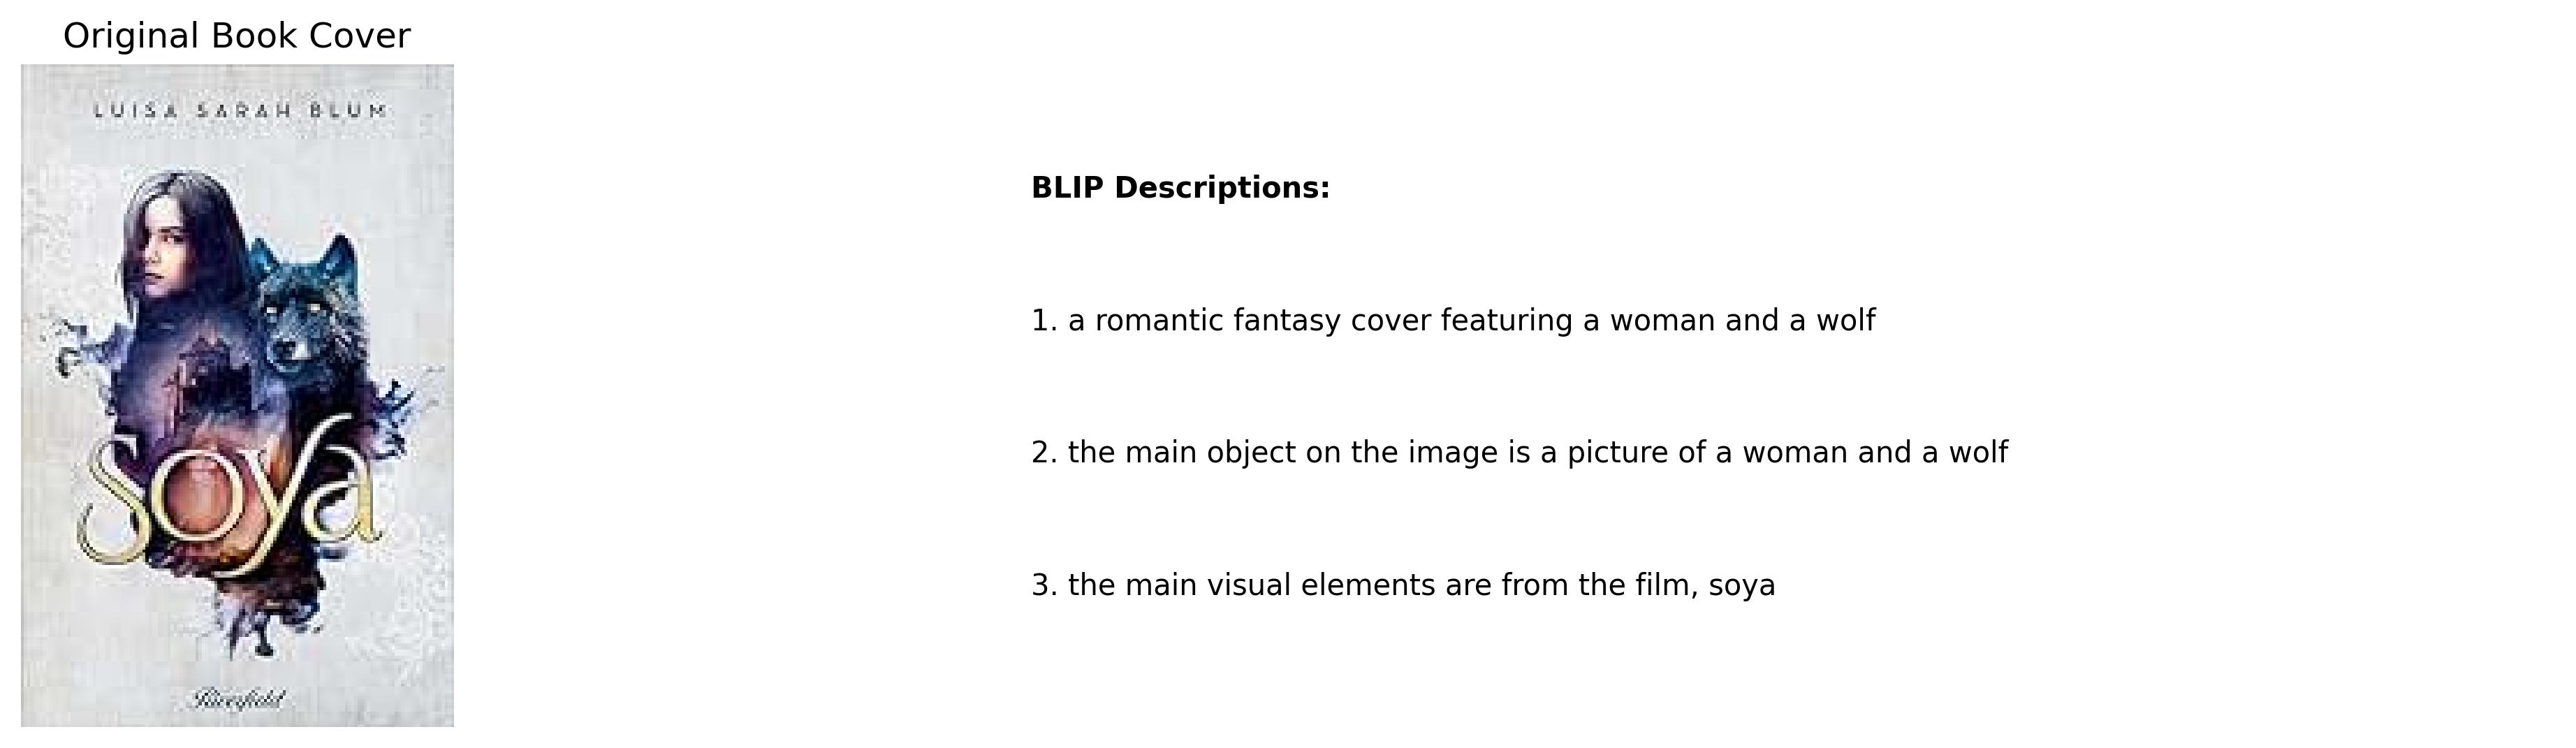 Original Book Cover
LUISA SARAH BLUM
soya
BLIP Descriptions:
1. a romantic fantasy cover featuring a woman and a wolf
2. the main object on the image is a picture of a woman and a wolf
3. the main visual elements are from the film, soya